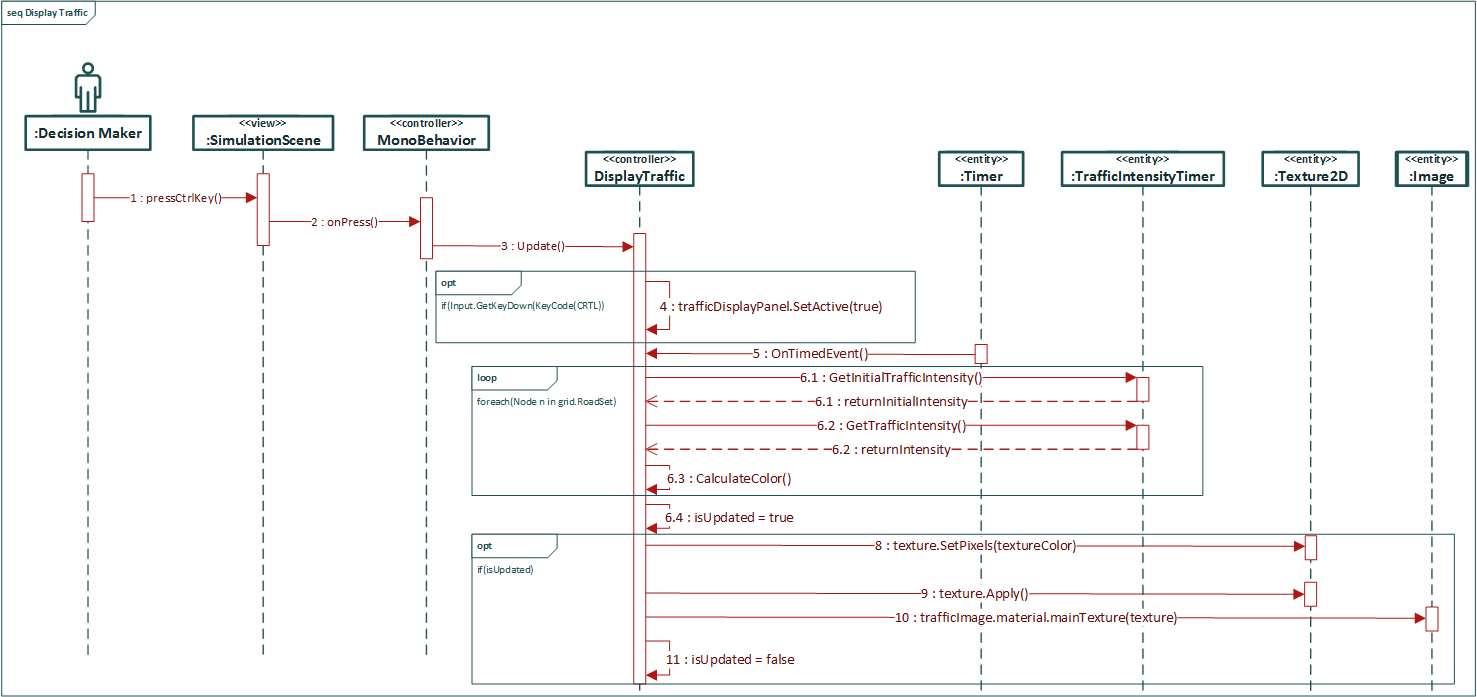 seq Display Traffic
:Decision Maker
<<view>>
:SimulationScene
<<controller>>
MonoBehavior
<<controller>>
DisplayTraffic
<<entity>>
:Timer
<<entity>>
:TrafficIntensityTimer
<<entity>>
:Texture2D
<<entity>>
:Image
1 : pressCtrlKey()
2 : onPress()
3 : Update()
opt
if(Input.GetKeyDown(KeyCode(CRTL))
4 : trafficDisplayPanel.SetActive(true)
5 : OnTimedEvent()
loop
foreach(Node n in grid.RoadSet)
6.1 : GetInitialTrafficIntensity()
6.1 : returnInitialIntensity
6.2 : GetTrafficIntensity()
6.2 : returnIntensity
6.3 : CalculateColor()
6.4 : isUpdated = true
opt
if(isUpdated)
8 : texture.SetPixels(textureColor)
9 : texture.Apply()
10 : trafficImage.material.mainTexture(texture)
11 : isUpdated = false